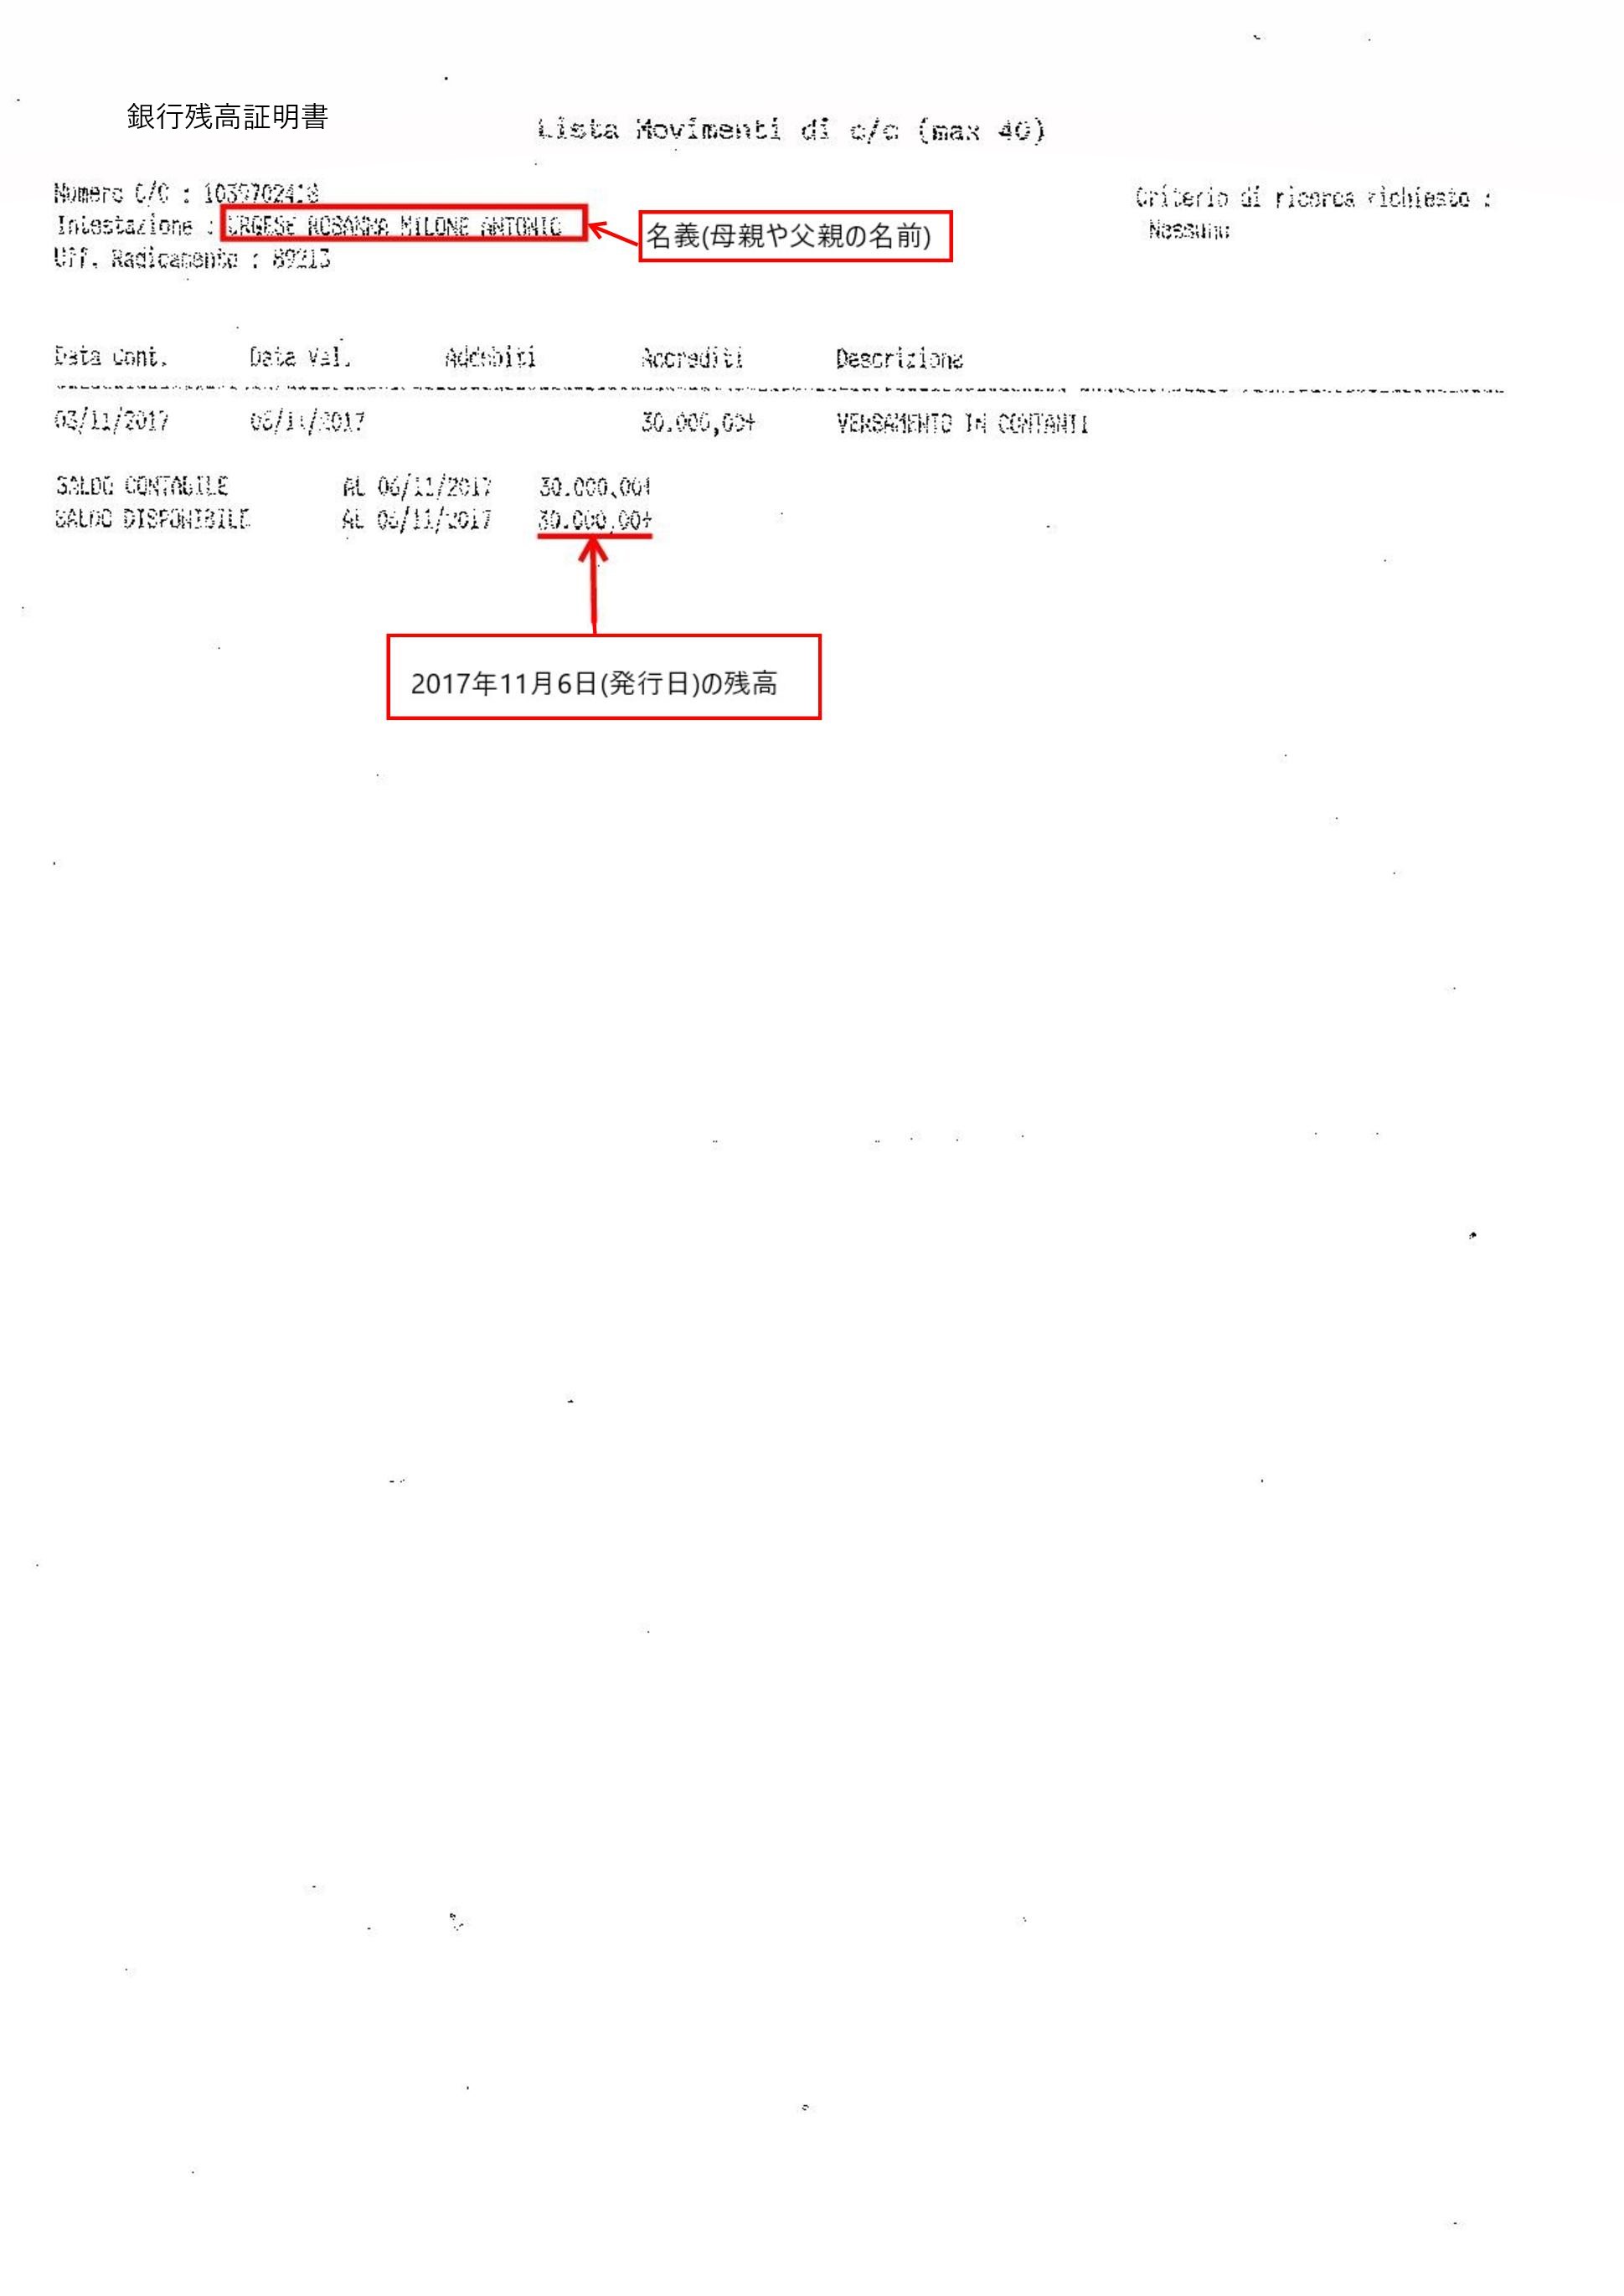 銀行残高証明書
Lista Movimenti di c/c (max 40)
Numero C/C :
Criterio di ricerca richiesto :
Intestazione : ROSANNA MILONE ANTONIO
名義(母親や父親の名前)
Nessuno
Uff. Radicamento : 89213
Data Cont. Data Val. Addebiti Accrediti Descrizione
03/11/2017 06/11/2017 30.000,00+ VERSAMENTO IN CONTANTI
SALDO CONTABILE AL 06/11/2017 30.000,00+
SALDO DISPONIBILE AL 06/11/2017 30.000,00+
2017年11月6日(発行日)の残高